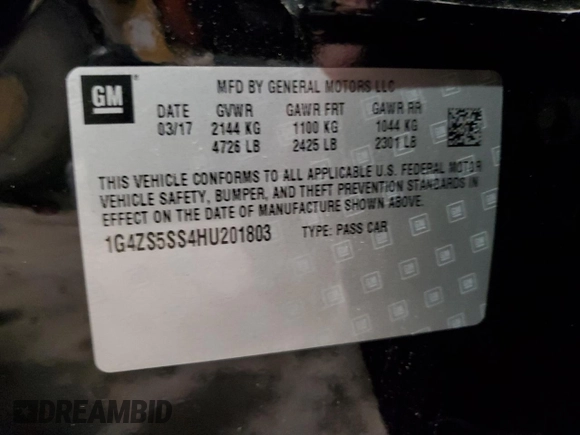 GM
MFD BY GENERAL MOTORS LLC
DATE GVWR GAWR FRT GAWR RR
03/17 2144 KG 1100 KG 1044 KG
4726 LB 2425 LB 2301 LB
THIS VEHICLE CONFORMS TO ALL APPLICABLE U.S. FEDERAL MOTOR
VEHICLE SAFETY, BUMPER, AND THEFT PREVENTION STANDARDS IN
EFFECT ON THE DATE OF MANUFACTURE SHOWN ABOVE.
1G4ZS5SS4HU201803 TYPE: PASS CAR
DREAMBID